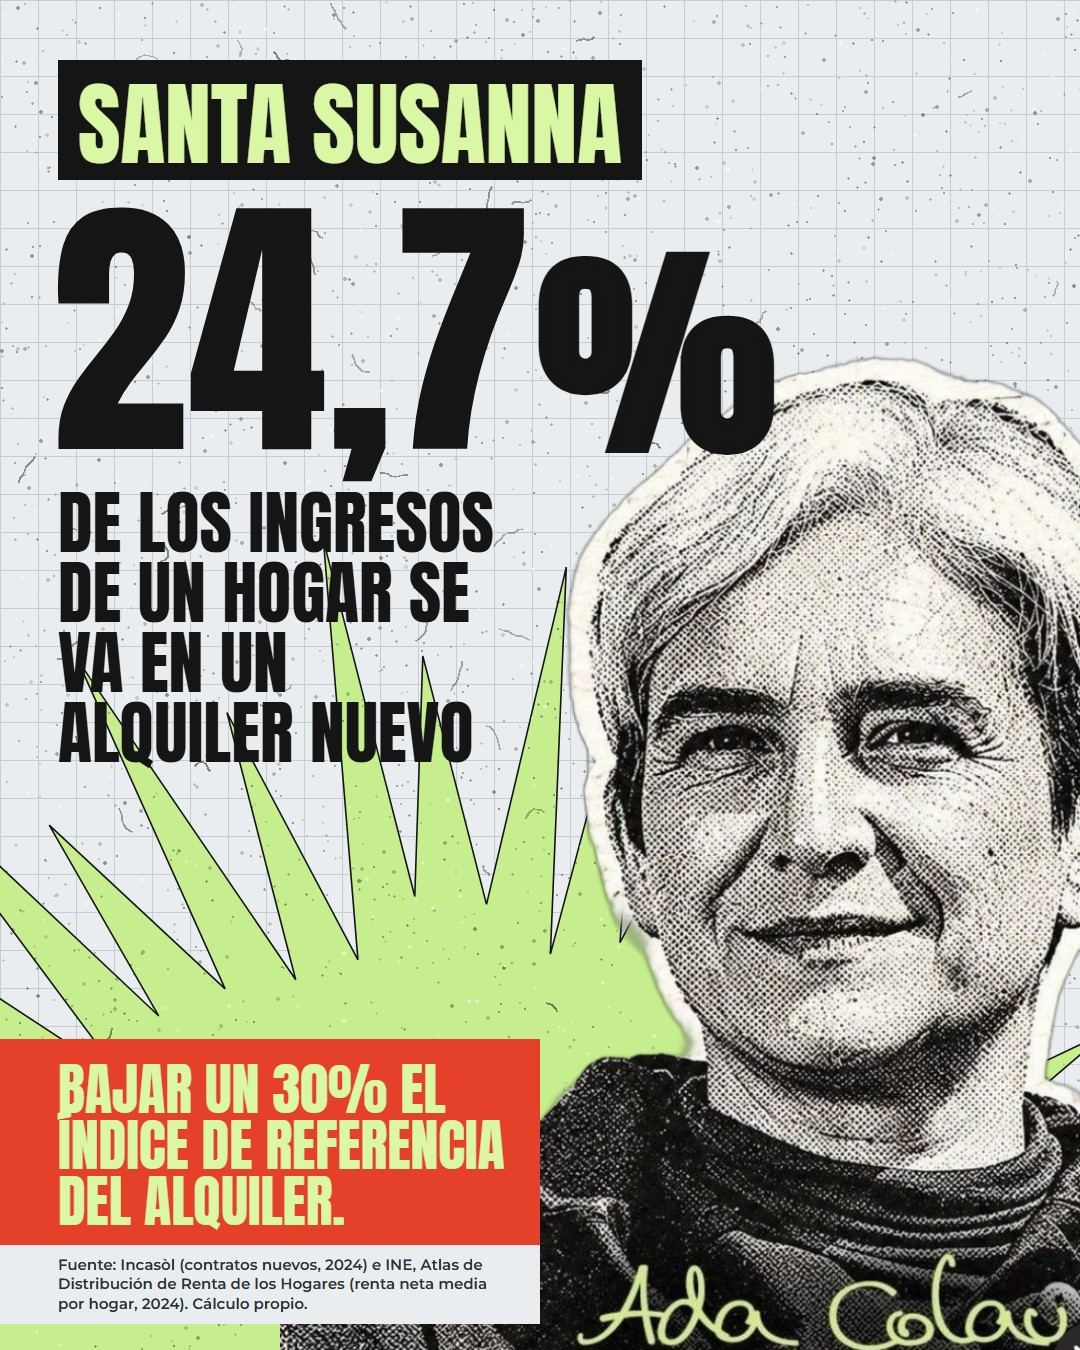 SANTA SUSANNA
24,7%
DE LOS INGRESOS
DE UN HOGAR SE
VA EN UN
ALQUILER NUEVO
BAJAR UN 30% EL
ÍNDICE DE REFERENCIA
DEL ALQUILER.
Fuente: Incasòl (contratos nuevos, 2024) e INE, Atlas de
Distribución de Renta de los Hogares (renta neta media
por hogar, 2024). Cálculo propio.
Ada Colau